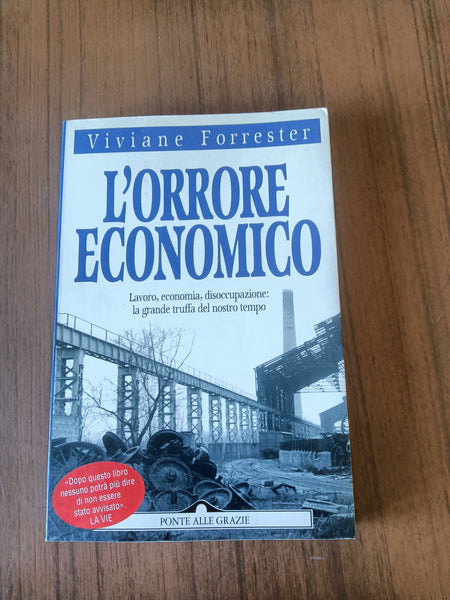 Viviane Forrester
L'ORRORE
ECONOMICO
Lavoro, economia, disoccupazione:
la grande truffa del nostro tempo
«Dopo questo libro
nessuno potrà più dire
di non essere
stato avvisato».
LA VIE
PONTE ALLE GRAZIE